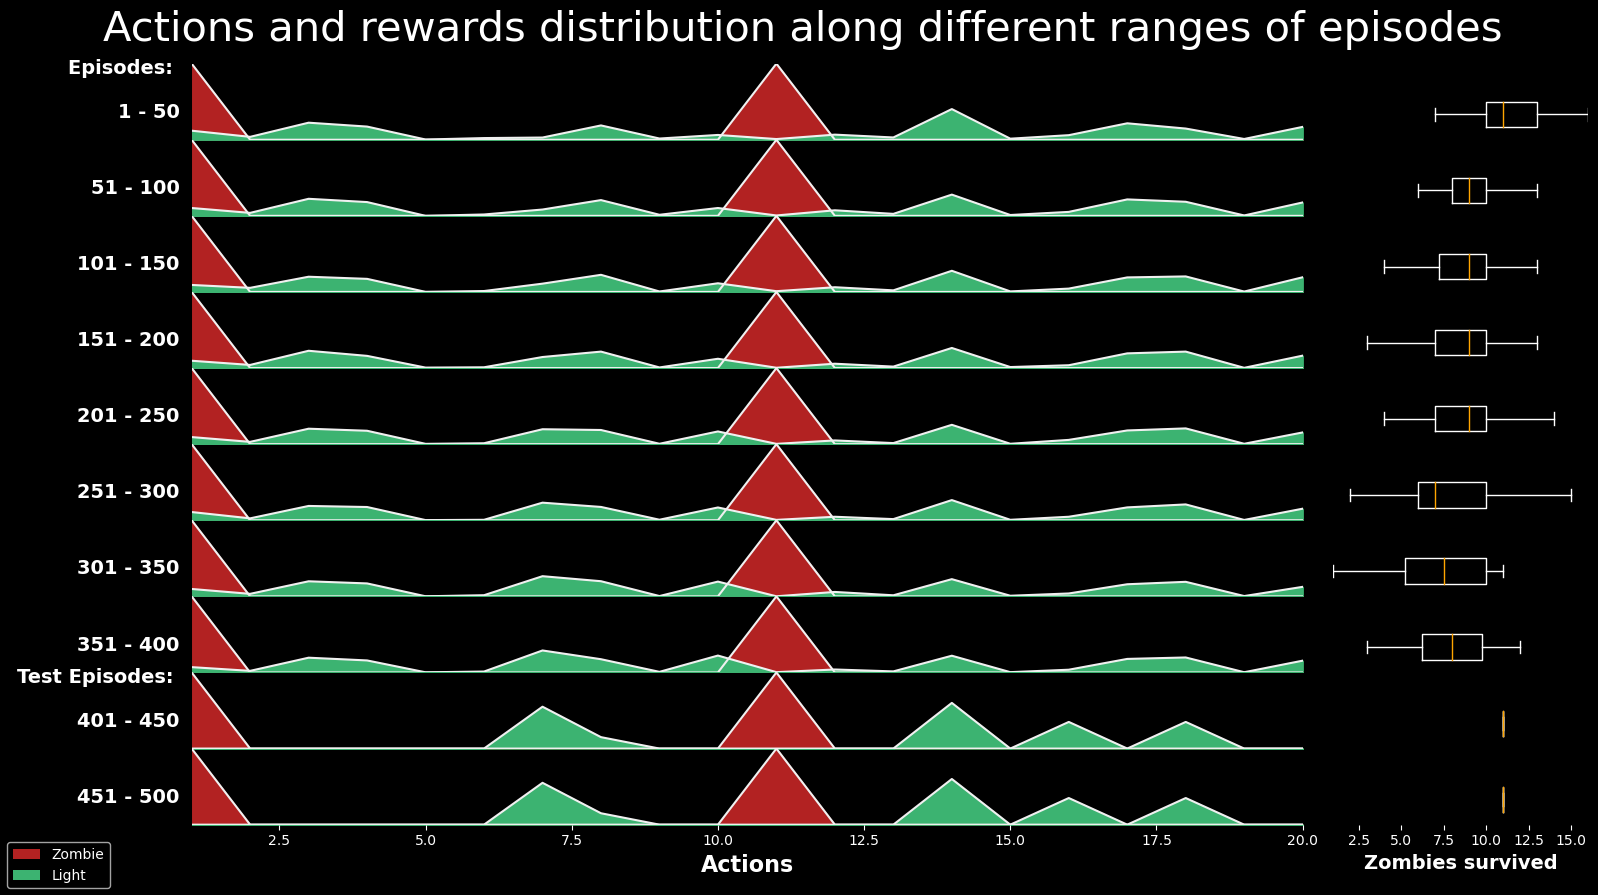 Actions and rewards distribution along different ranges of episodes
Episodes:
1 - 50
51 - 100
101 - 150
151 - 200
201 - 250
251 - 300
301 - 350
351 - 400
Test Episodes:
401 - 450
451 - 500
2.5 5.0 7.5 10.0 12.5 15.0 17.5 20.0
Actions
2.5 5.0 7.5 10.0 12.5 15.0
Zombies survived
Zombie
Light